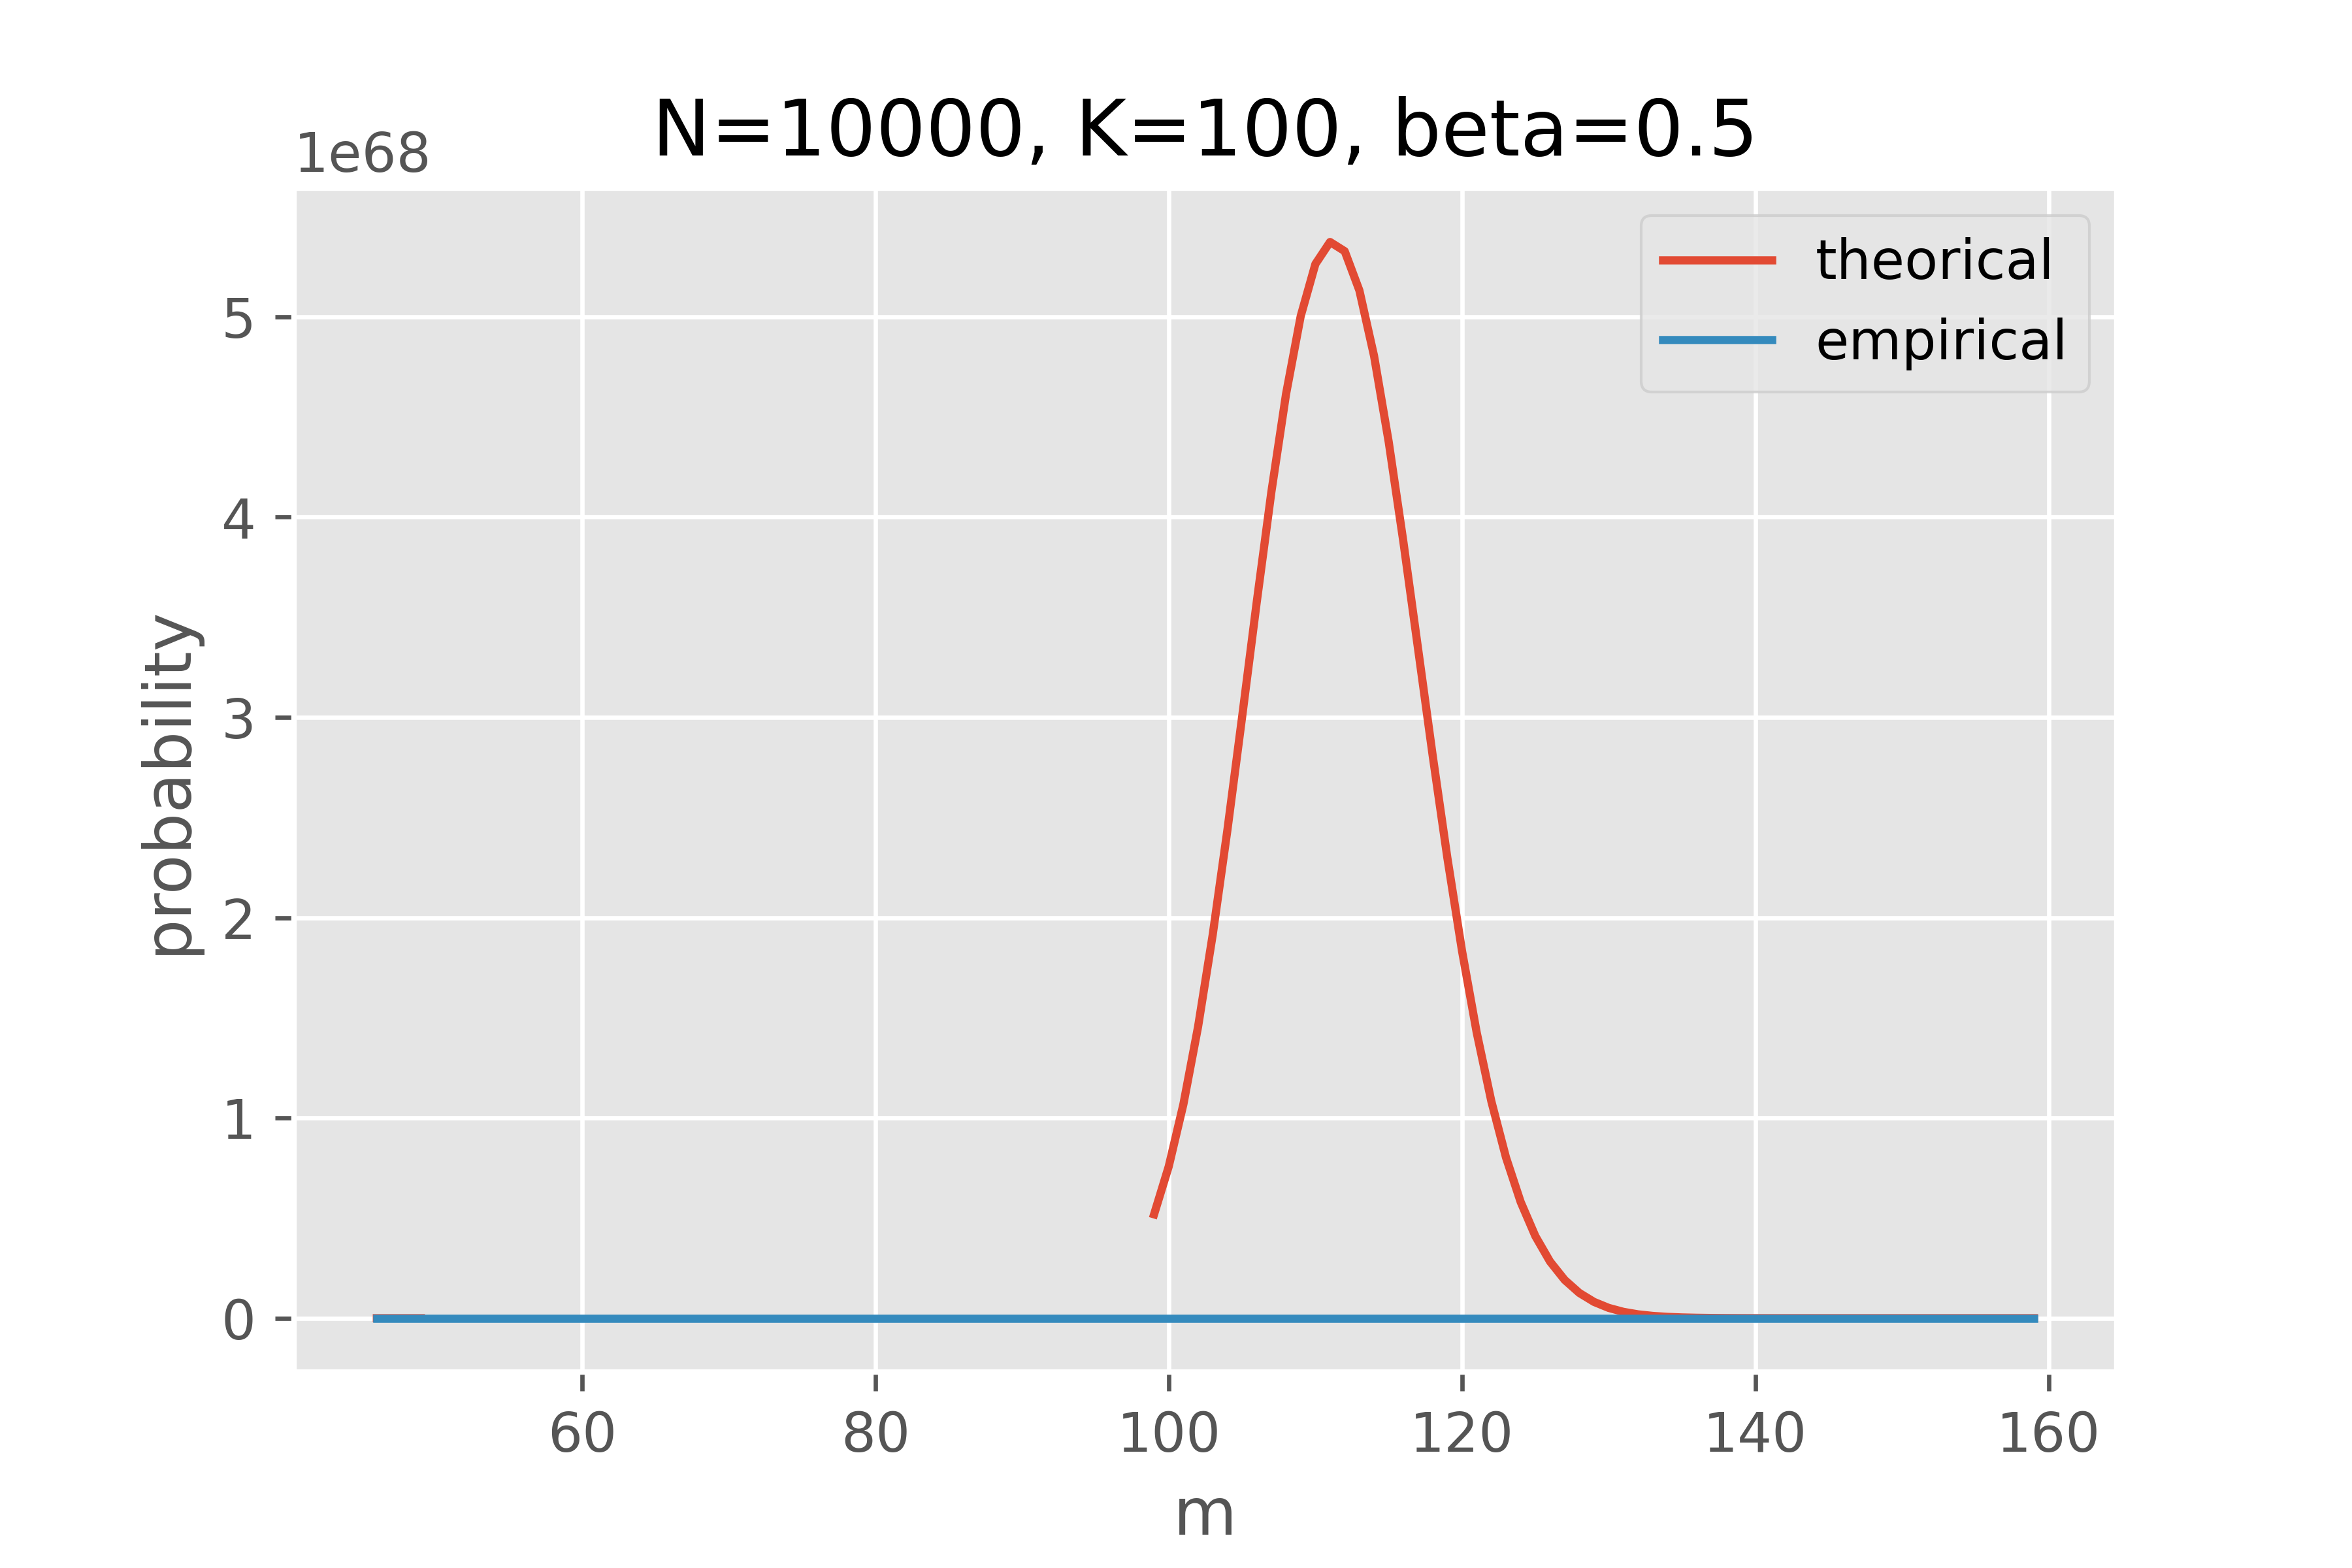 N=10000, K=100, beta=0.5
1e68
theorical
empirical
5
4
3
2
1
0
probability
60 80 100 120 140 160
m